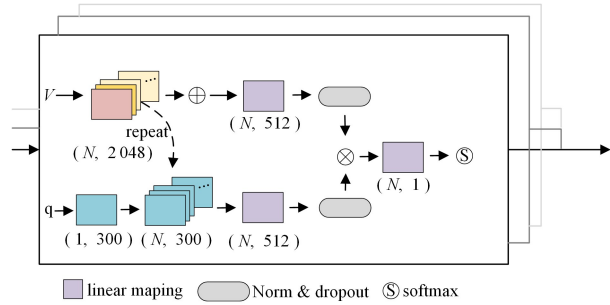 V
...
repeat
(N, 2 048)
(N, 512)
(N, 1)
S
q
...
(1, 300)
(N, 300)
(N, 512)
linear maping
Norm & dropout
S softmax